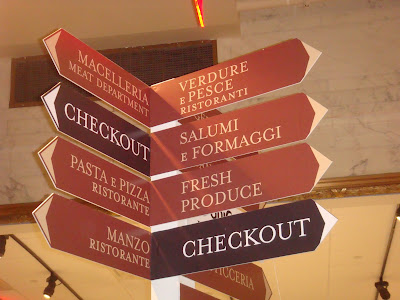 MACELLERIA
MEAT DEPARTMENT
CHECKOUT
PASTA E PIZZA
RISTORANTE
MANZO
RISTORANTE
VERDURE
E PESCE
RISTORANTI
SALUMI
E FORMAGGI
FRESH
PRODUCE
CHECKOUT